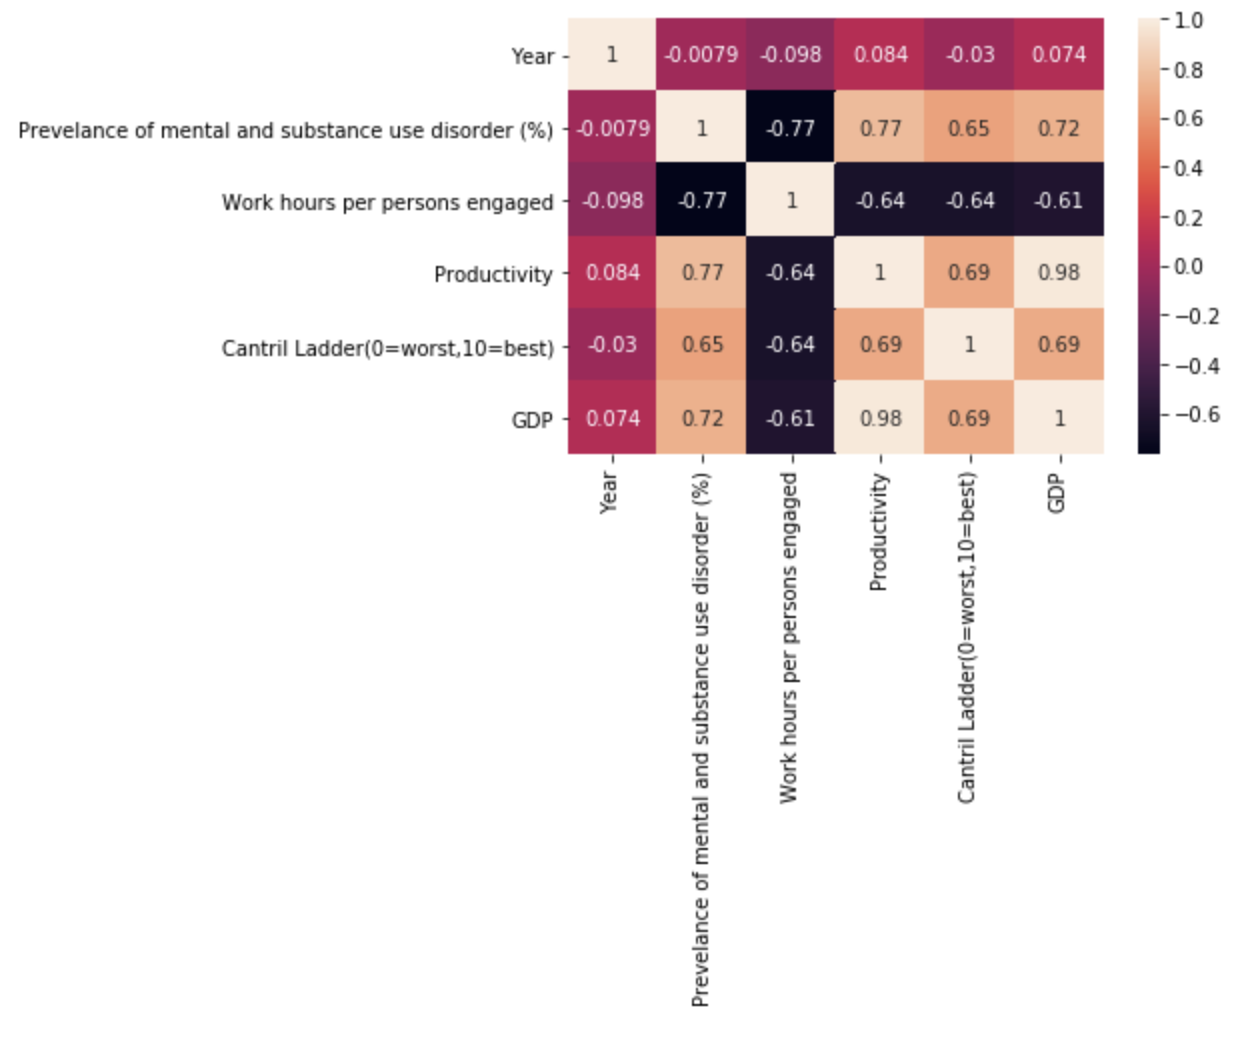 Year 1 -0.0079 -0.098 0.084 -0.03 0.074
Prevelance of mental and substance use disorder (%) -0.0079 1 -0.77 0.77 0.65 0.72
Work hours per persons engaged -0.098 -0.77 1 -0.64 -0.64 -0.61
Productivity 0.084 0.77 -0.64 1 0.69 0.98
Cantril Ladder(0=worst,10=best) -0.03 0.65 -0.64 0.69 1 0.69
GDP 0.074 0.72 -0.61 0.98 0.69 1
Year
Prevelance of mental and substance use disorder (%)
Work hours per persons engaged
Productivity
Cantril Ladder(0=worst,10=best)
GDP
1.0
0.8
0.6
0.4
0.2
0.0
−0.2
−0.4
−0.6